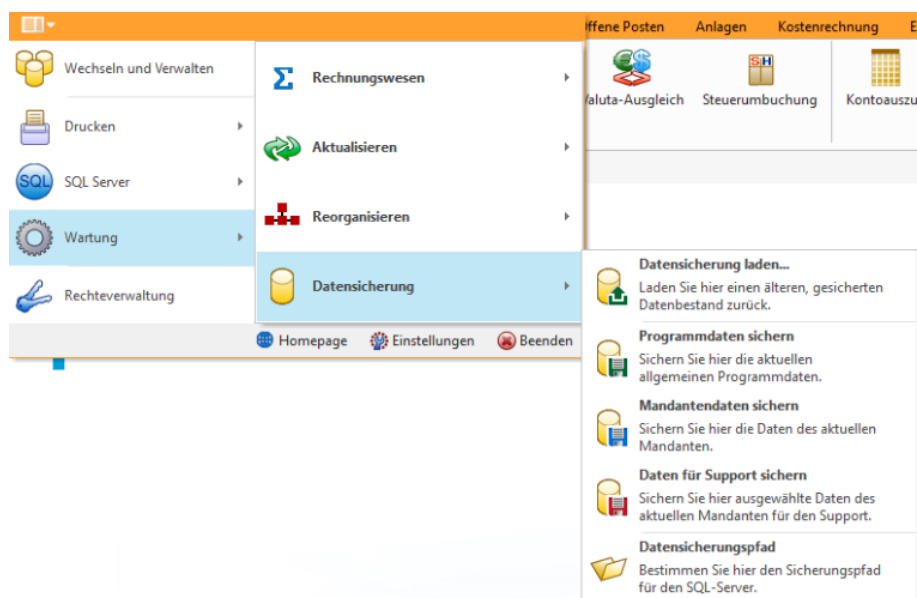 Offene Posten Anlagen Kostenrechnung
Valuta-Ausgleich Steuerumbuchung
SH
Wechseln und Verwalten
Drucken
SQL SQL Server
Wartung
Rechteverwaltung
Rechnungswesen
Aktualisieren
Reorganisieren
Datensicherung
Homepage Einstellungen Beenden
Datensicherung laden...
Laden Sie hier einen älteren, gesicherten
Datenbestand zurück.
Programmdaten sichern
Sichern Sie hier die aktuellen
allgemeinen Programmdaten.
Mandantendaten sichern
Sichern Sie hier die Daten des aktuellen
Mandanten.
Daten für Support sichern
Sichern Sie hier ausgewählte Daten des
aktuellen Mandanten für den Support.
Datensicherungspfad
Bestimmen Sie hier den Sicherungspfad
für den SQL-Server.